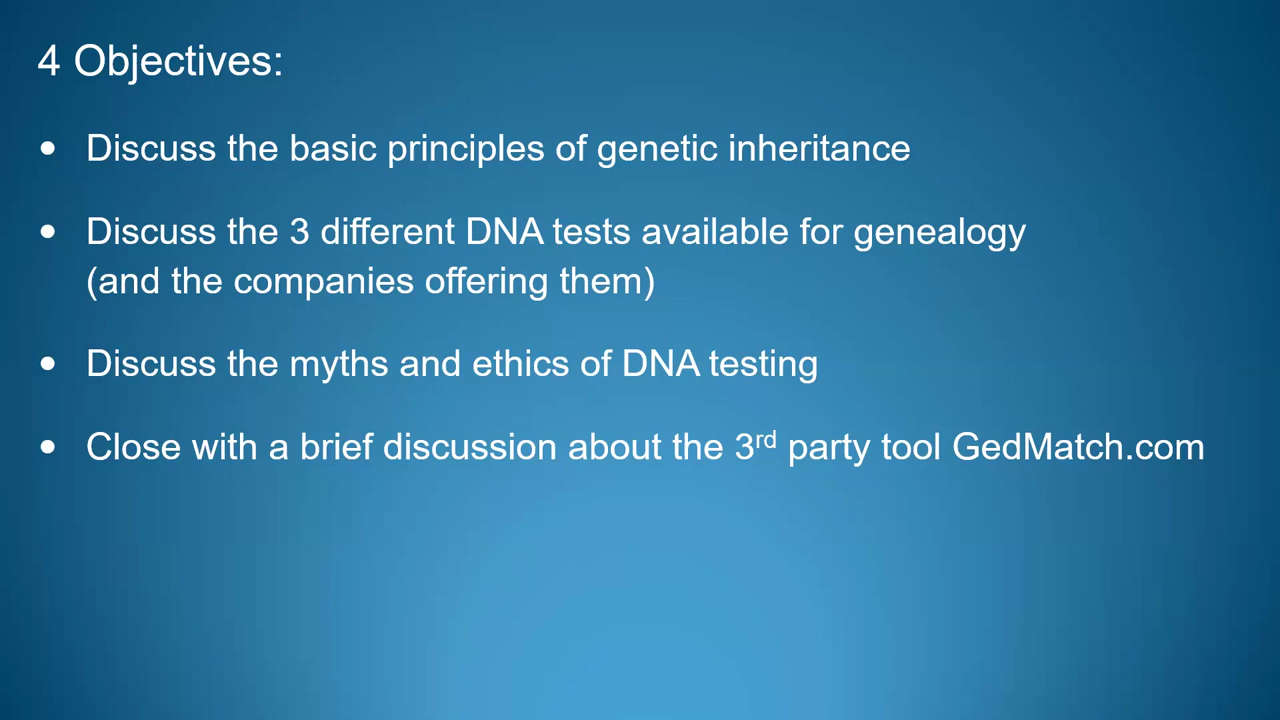 4 Objectives:
• Discuss the basic principles of genetic inheritance
• Discuss the 3 different DNA tests available for genealogy
(and the companies offering them)
• Discuss the myths and ethics of DNA testing
• Close with a brief discussion about the 3rd party tool GedMatch.com